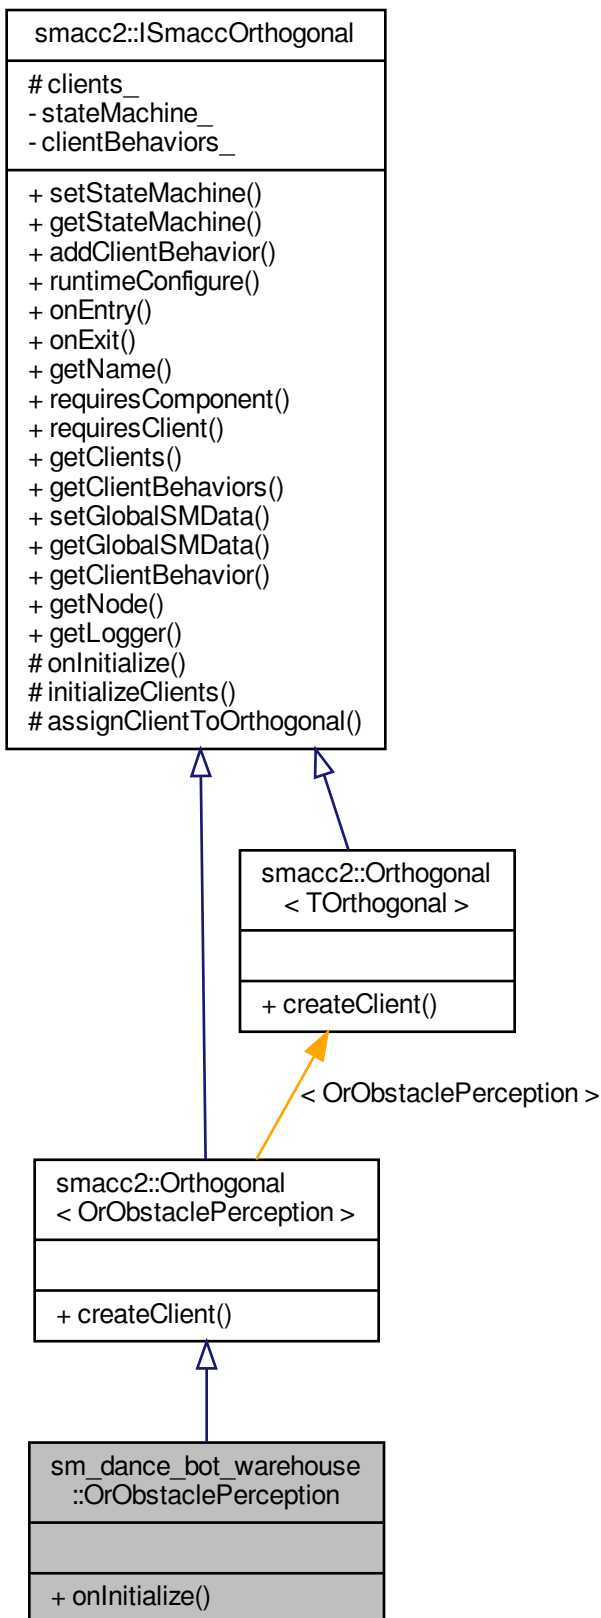 smacc2::ISmaccOrthogonal
# clients_
- stateMachine_
- clientBehaviors_
+ setStateMachine()
+ getStateMachine()
+ addClientBehavior()
+ runtimeConfigure()
+ onEntry()
+ onExit()
+ getName()
+ requiresComponent()
+ requiresClient()
+ getClients()
+ getClientBehaviors()
+ setGlobalSMData()
+ getGlobalSMData()
+ getClientBehavior()
+ getNode()
+ getLogger()
# onInitialize()
# initializeClients()
# assignClientToOrthogonal()
smacc2::Orthogonal
< TOrthogonal >
+ createClient()
< OrObstaclePerception >
smacc2::Orthogonal
< OrObstaclePerception >
+ createClient()
sm_dance_bot_warehouse
::OrObstaclePerception
+ onInitialize()